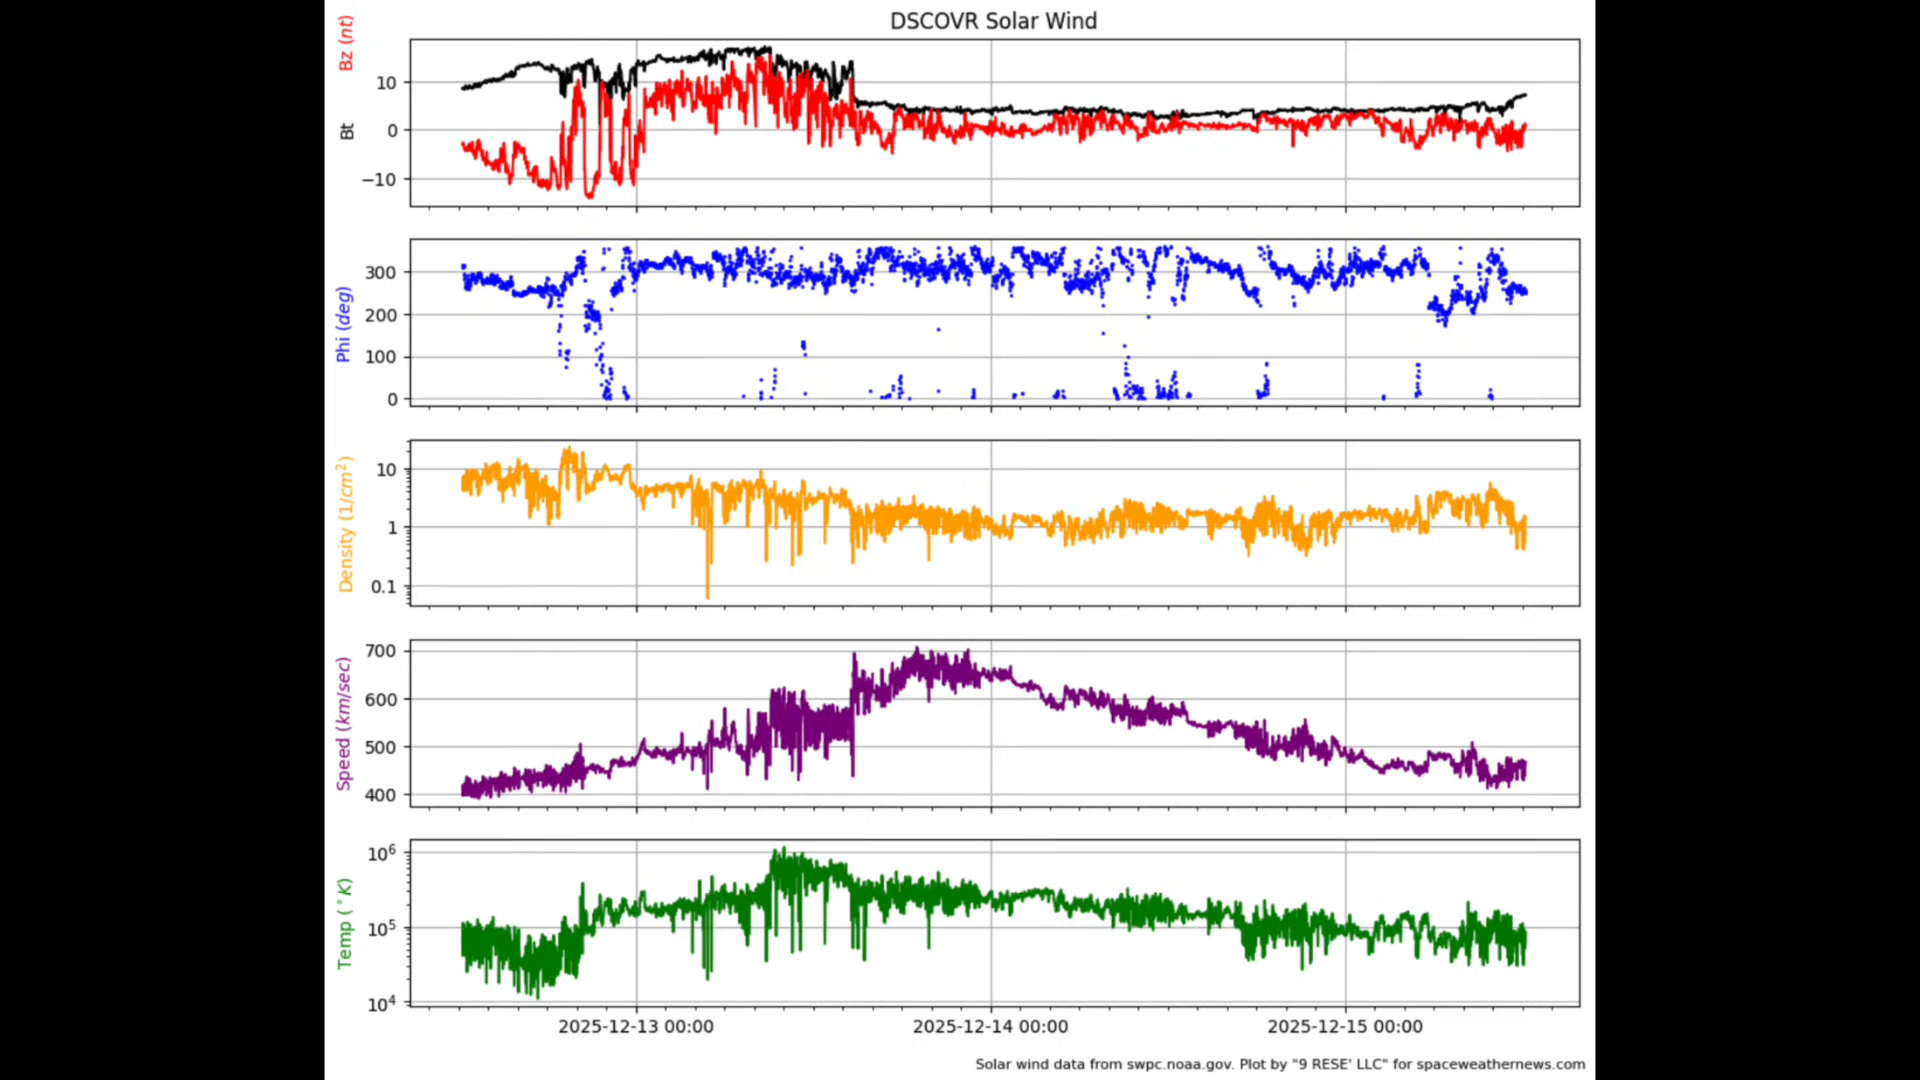 DSCOVR Solar Wind
Bt Bz (nt)
10
0
−10
Phi (deg)
300
200
100
0
Density (1/cm²)
10
1
0.1
Speed (km/sec)
700
600
500
400
Temp (°K)
10⁶
10⁵
10⁴
2025-12-13 00:00 2025-12-14 00:00 2025-12-15 00:00
Solar wind data from swpc.noaa.gov. Plot by "9 RESE' LLC" for spaceweathernews.com